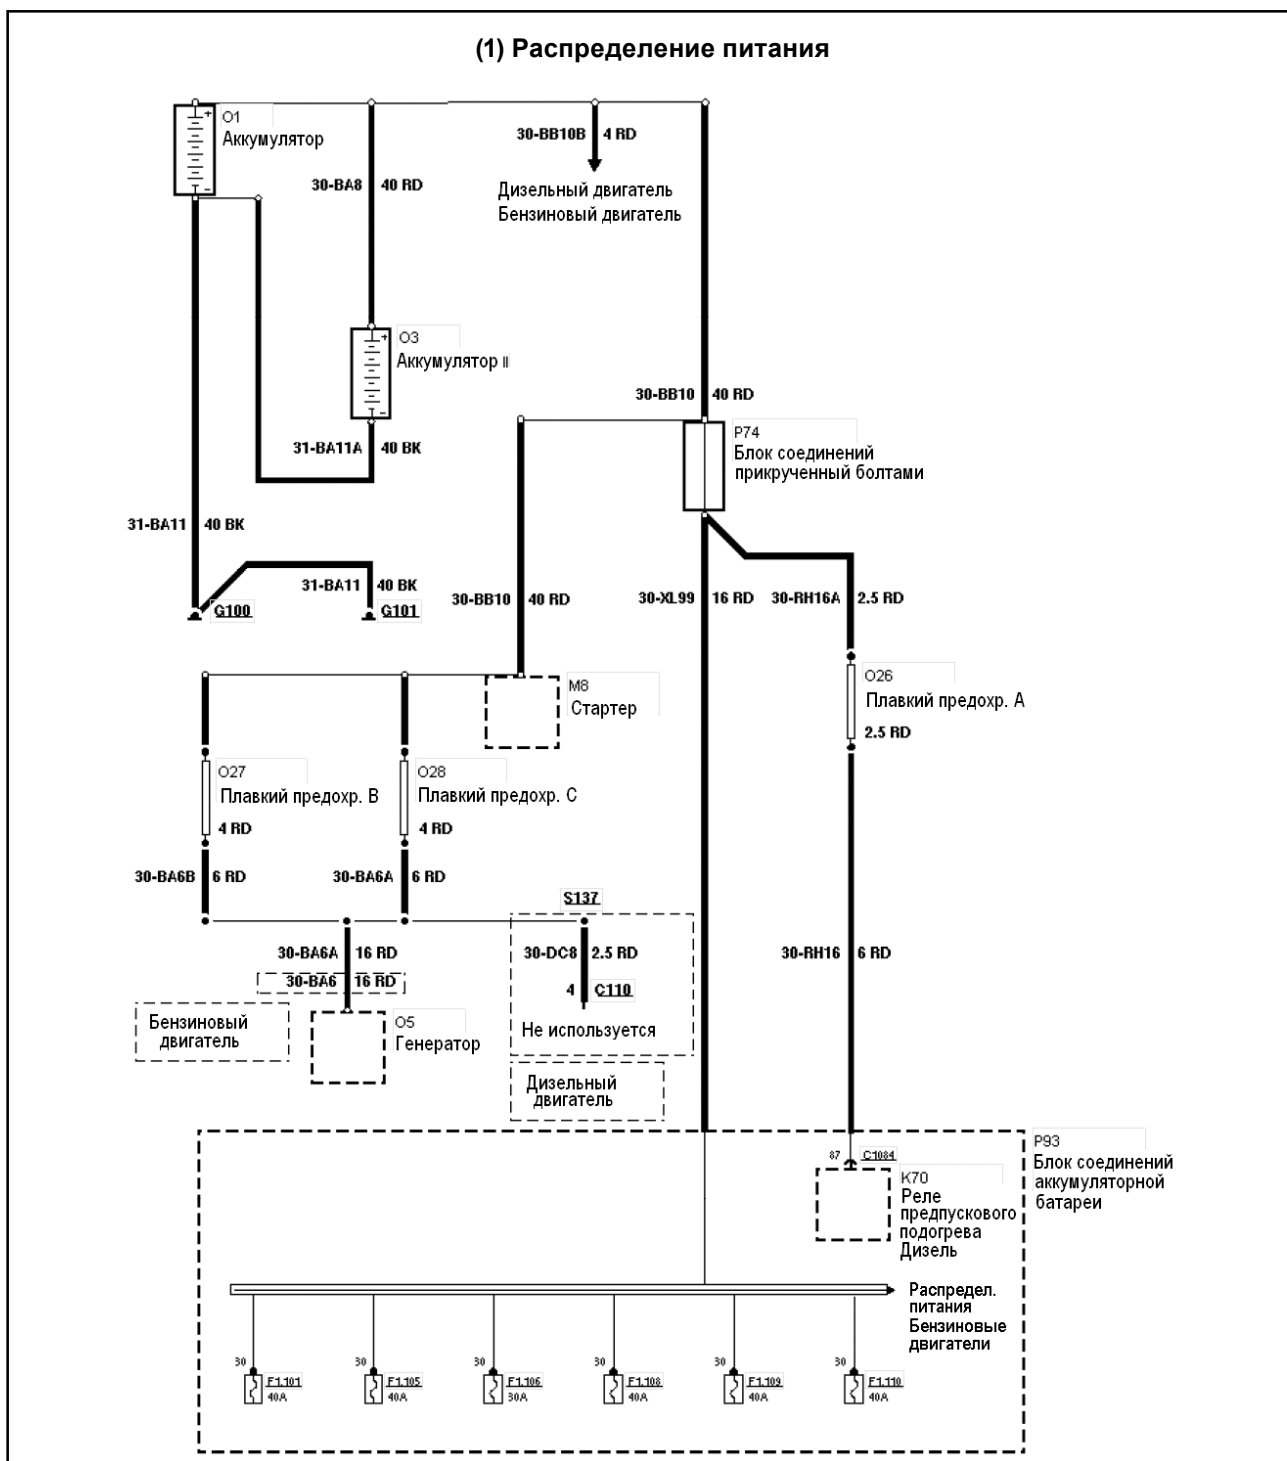 (1) Распределение питания
O1
Аккумулятор
30-BB10B 4 RD
30-BA8 40 RD
Дизельный двигатель
Бензиновый двигатель
O3
Аккумулятор II
30-BB10 40 RD
P74
Блок соединений
прикрученный болтами
31-BA11A 40 BK
31-BA11 40 BK
31-BA11 40 BK
30-BB10 40 RD
30-XL99 16 RD
30-RH16A 2.5 RD
G100
G101
M8
Стартер
O26
Плавкий предохр. А
2.5 RD
O27
Плавкий предохр. В
4 RD
O28
Плавкий предохр. С
4 RD
30-BA6B 6 RD
30-BA6A 6 RD
S137
30-BA6A 16 RD
30-DC8 2.5 RD
30-RH16 6 RD
30-BA6 16 RD
4 C110
Бензиновый
двигатель
O5
Генератор
Не используется
Дизельный
двигатель
P93
Блок соединений
аккумуляторной
батареи
87 C1084
K70
Реле
предпускового
подогрева
Дизель
Распредел.
питания
Бензиновые
двигатели
30 30 30 30 30 30
F1.101 F1.105 F1.106 F1.108 F1.109 F1.110
40A 40A 30A 40A 40A 40A